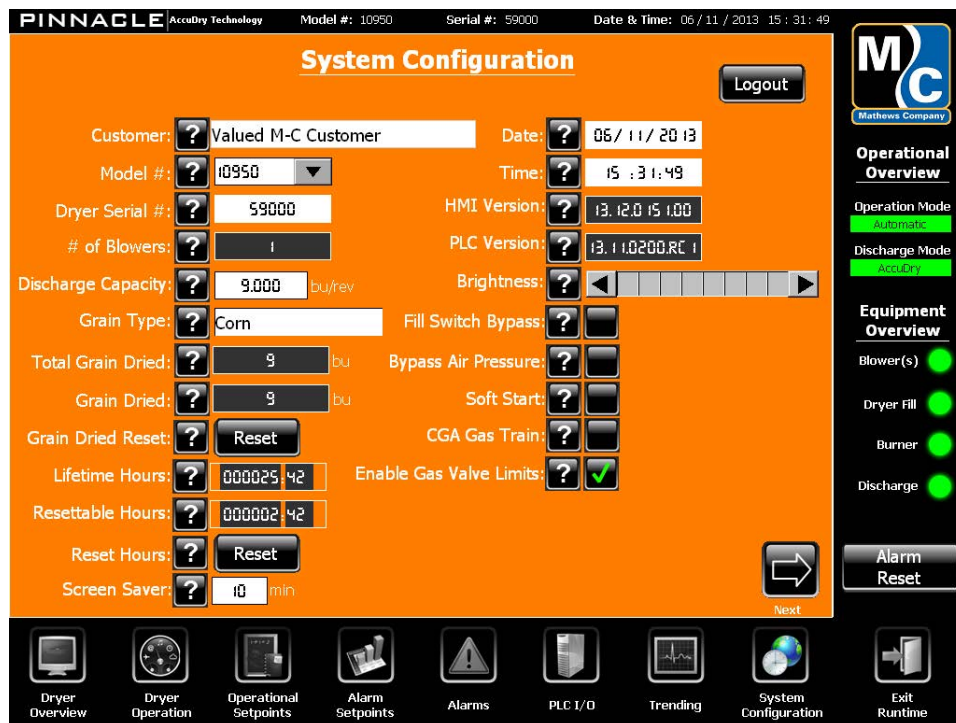 PINNACLE AccuDry Technology Model #: 10950 Serial #: 59000 Date & Time: 06 / 11 / 2013 15 : 31 : 49
System Configuration
Logout
Customer: ? Valued M-C Customer
Model #: ? 10950
Dryer Serial #: ? 59000
# of Blowers: ? 1
Discharge Capacity: ? 9.000 bu/rev
Grain Type: ? Corn
Total Grain Dried: ? 9 bu
Grain Dried: ? 9 bu
Grain Dried Reset: ? Reset
Lifetime Hours: ? 000025:42
Resettable Hours: ? 000002:42
Reset Hours: ? Reset
Screen Saver: ? 10 min
Date: ? 06/11/2013
Time: ? 15:31:49
HMI Version: ? 13.12.0151.00
PLC Version: ? 13.11.0200.RC1
Brightness: ?
Fill Switch Bypass: ?
Bypass Air Pressure: ?
Soft Start: ?
CGA Gas Train: ?
Enable Gas Valve Limits: ?
Next
MC
Mathews Company
Operational
Overview
Operation Mode
Automatic
Discharge Mode
AccuDry
Equipment
Overview
Blower(s)
Dryer Fill
Burner
Discharge
Alarm
Reset
Dryer
Overview
Dryer
Operation
Operational
Setpoints
Alarm
Setpoints
Alarms
PLC I/O
Trending
System
Configuration
Exit
Runtime